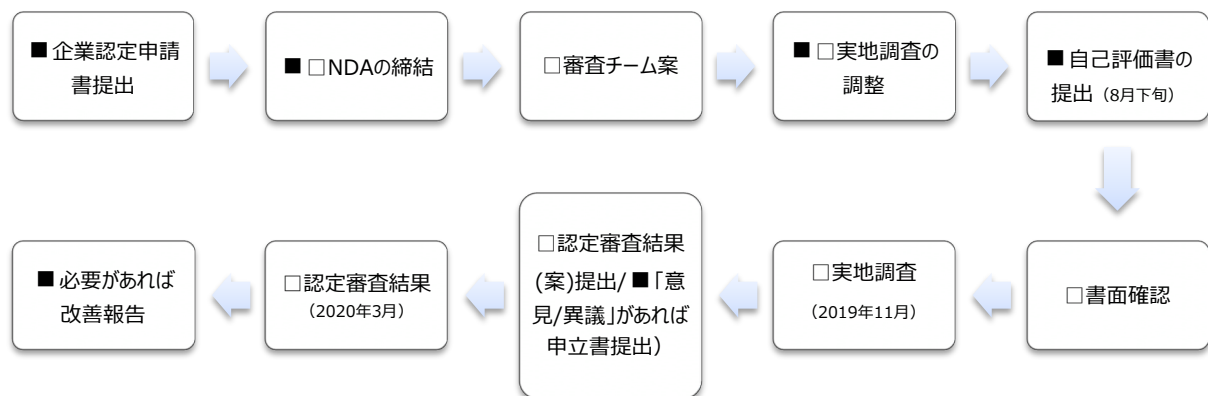 ■企業認定申請
書提出
■□NDAの締結
□審査チーム案
■□実地調査の
調整
■自己評価書の
提出（8月下旬）
□書面確認
□実地調査
（2019年11月）
□認定審査結果
(案)提出/■「意
見/異議」があれば
申立書提出）
□認定審査結果
（2020年3月）
■必要があれば
改善報告